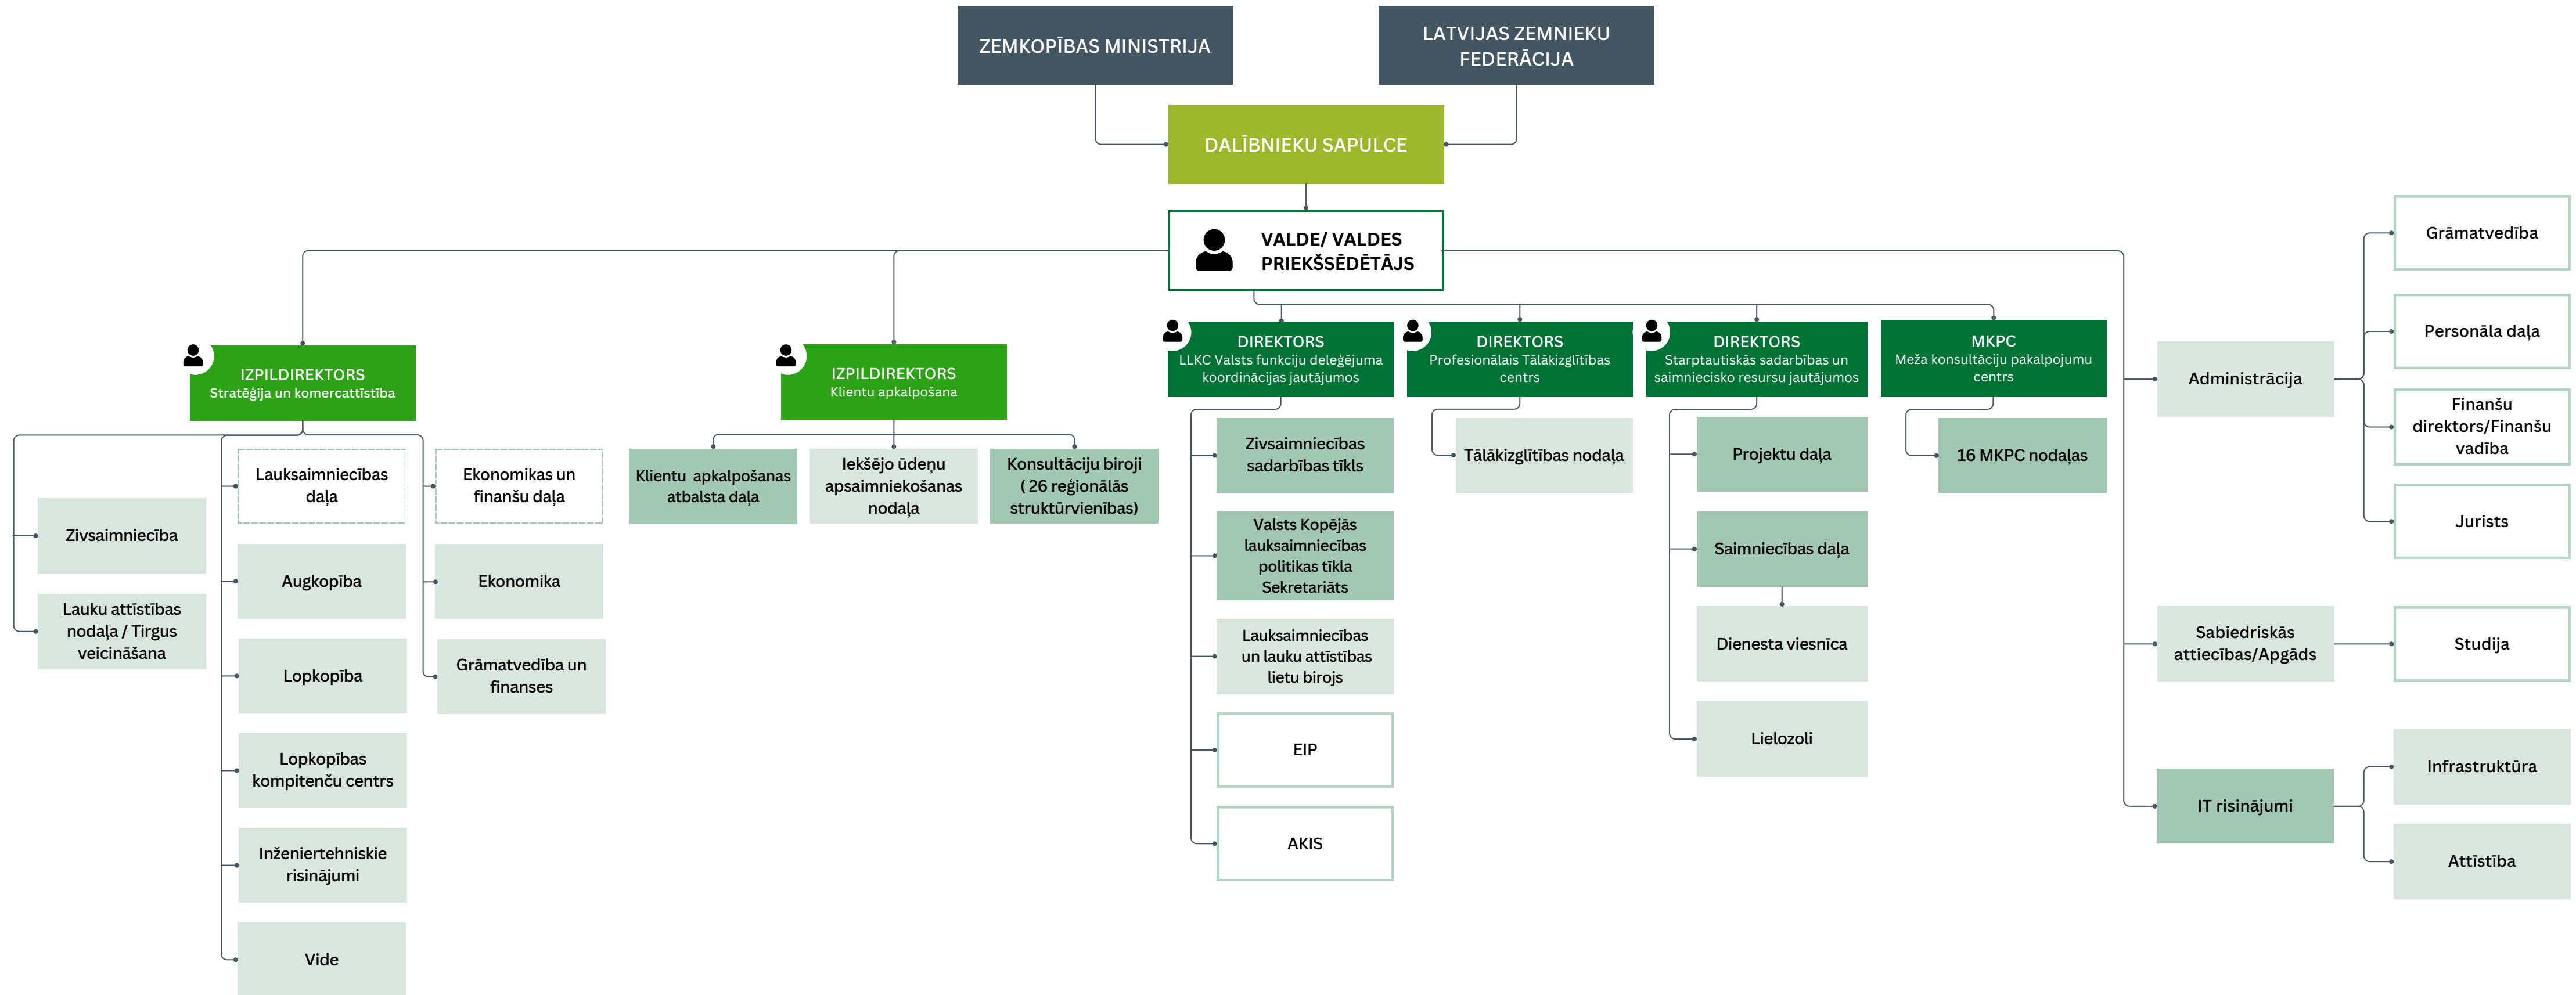 ZEMKOPĪBAS MINISTRIJA
LATVIJAS ZEMNIEKU
FEDERĀCIJA
DALĪBNIEKU SAPULCE
VALDE/ VALDES
PRIEKŠSĒDĒTĀJS
IZPILDIREKTORS
Stratēģija un komercattīstība
Zivsaimniecība
Lauku attīstības
nodaļa / Tirgus
veicināšana
Lauksaimniecības
daļa
Augkopība
Lopkopība
Lopkopības
kompitenču centrs
Inženiertehniskie
risinājumi
Vide
Ekonomikas un
finanšu daļa
Ekonomika
Grāmatvedība un
finanses
IZPILDIREKTORS
Klientu apkalpošana
Klientu apkalpošanas
atbalsta daļa
Iekšējo ūdeņu
apsaimniekošanas
nodaļa
Konsultāciju biroji
( 26 reģionālās
struktūrvienības)
DIREKTORS
LLKC Valsts funkciju deleģējuma
koordinācijas jautājumos
Zivsaimniecības
sadarbības tīkls
Valsts Kopējās
lauksaimniecības
politikas tīkla
Sekretariāts
Lauksaimniecības
un lauku attīstības
lietu birojs
EIP
AKIS
DIREKTORS
Profesionālais Tālākizglītības
centrs
Tālākizglītības nodaļa
DIREKTORS
Starptautiskās sadarbības un
saimniecisko resursu jautājumos
Projektu daļa
Saimniecības daļa
Dienesta viesnīca
Lielozoli
MKPC
Meža konsultāciju pakalpojumu
centrs
16 MKPC nodaļas
Administrācija
Grāmatvedība
Personāla daļa
Finanšu
direktors/Finanšu
vadība
Jurists
Sabiedriskās
attiecības/Apgāds
Studija
IT risinājumi
Infrastruktūra
Attīstība